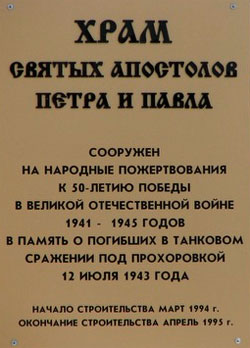 ХРАМ
СВЯТЫХ АПОСТОЛОВ
ПЕТРА И ПАВЛА
СООРУЖЕН
НА НАРОДНЫЕ ПОЖЕРТВОВАНИЯ
К 50-ЛЕТИЮ ПОБЕДЫ
В ВЕЛИКОЙ ОТЕЧЕСТВЕННОЙ ВОЙНЕ
1941 - 1945 ГОДОВ
В ПАМЯТЬ О ПОГИБШИХ В ТАНКОВОМ
СРАЖЕНИИ ПОД ПРОХОРОВКОЙ
12 ИЮЛЯ 1943 ГОДА
НАЧАЛО СТРОИТЕЛЬСТВА МАРТ 1994 г.
ОКОНЧАНИЕ СТРОИТЕЛЬСТВА АПРЕЛЬ 1995 г.